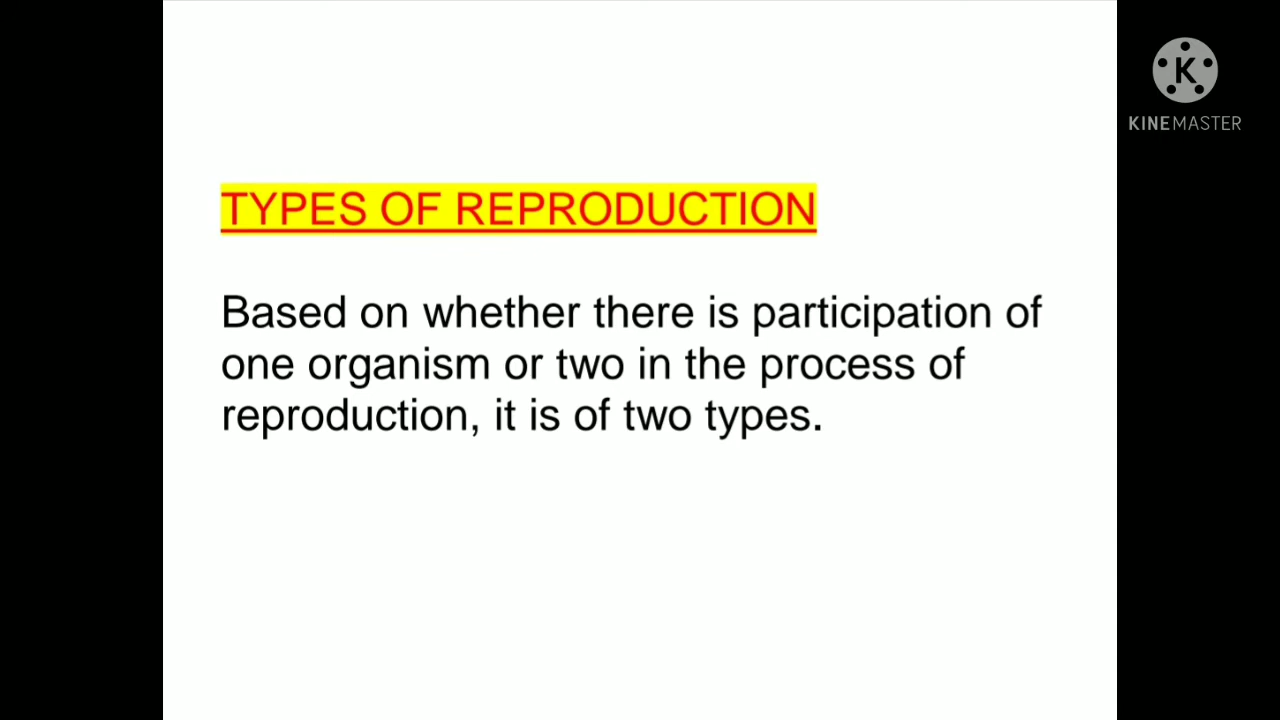 TYPES OF REPRODUCTION
Based on whether there is participation of
one organism or two in the process of
reproduction, it is of two types.
K
KINEMASTER